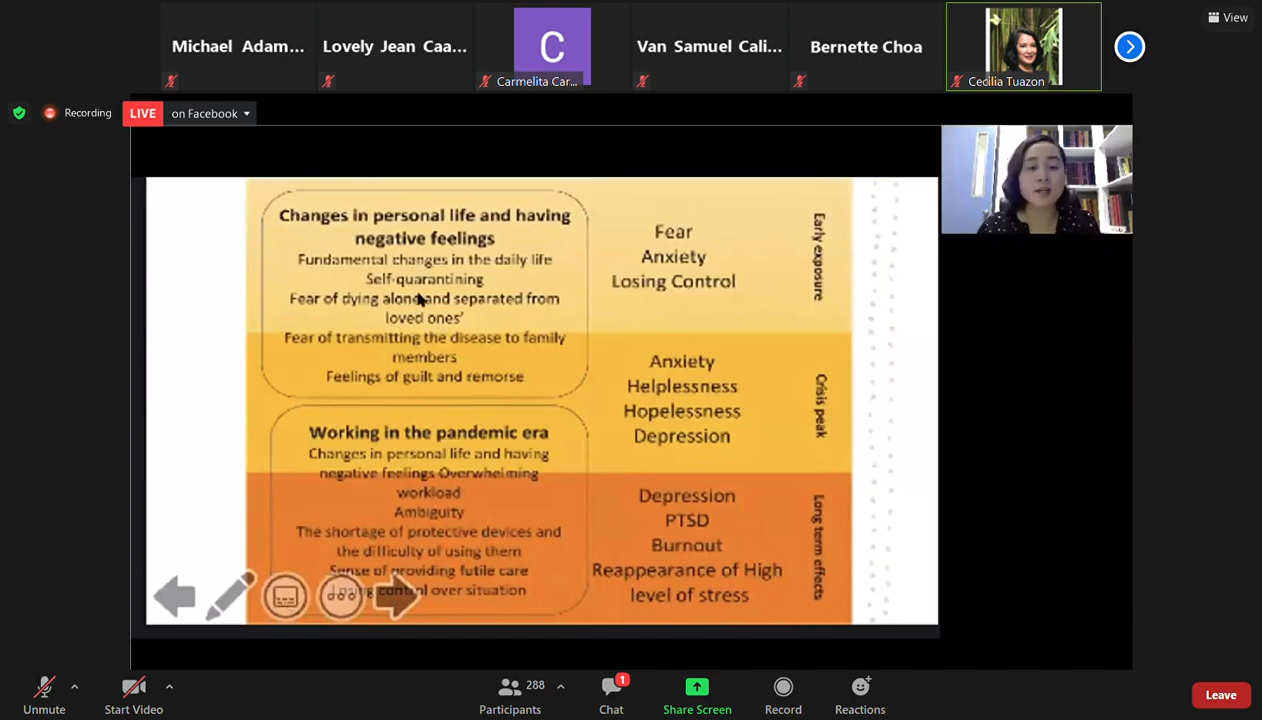 View
Michael Adam...
Lovely Jean Caa...
C
Carmelita Car...
Van Samuel Cali...
Bernette Choa
Cecilia Tuazon
Recording
LIVE
on Facebook
Changes in personal life and having
negative feelings
Fundamental changes in the daily life
Self-quarantining
Fear of dying alone and separated from
loved ones'
Fear of transmitting the disease to family
members
Feelings of guilt and remorse
Working in the pandemic era
Changes in personal life and having
negative feelings Overwhelming
workload
Ambiguity
The shortage of protective devices and
the difficulty of using them
Sense of providing futile care
Losing control over situation
Fear
Anxiety
Losing Control
Early exposure
Anxiety
Helplessness
Hopelessness
Depression
Crisis peak
Depression
PTSD
Burnout
Reappearance of High
level of stress
Long term effects
Unmute
Start Video
288
Participants
1
Chat
Share Screen
Record
Reactions
Leave